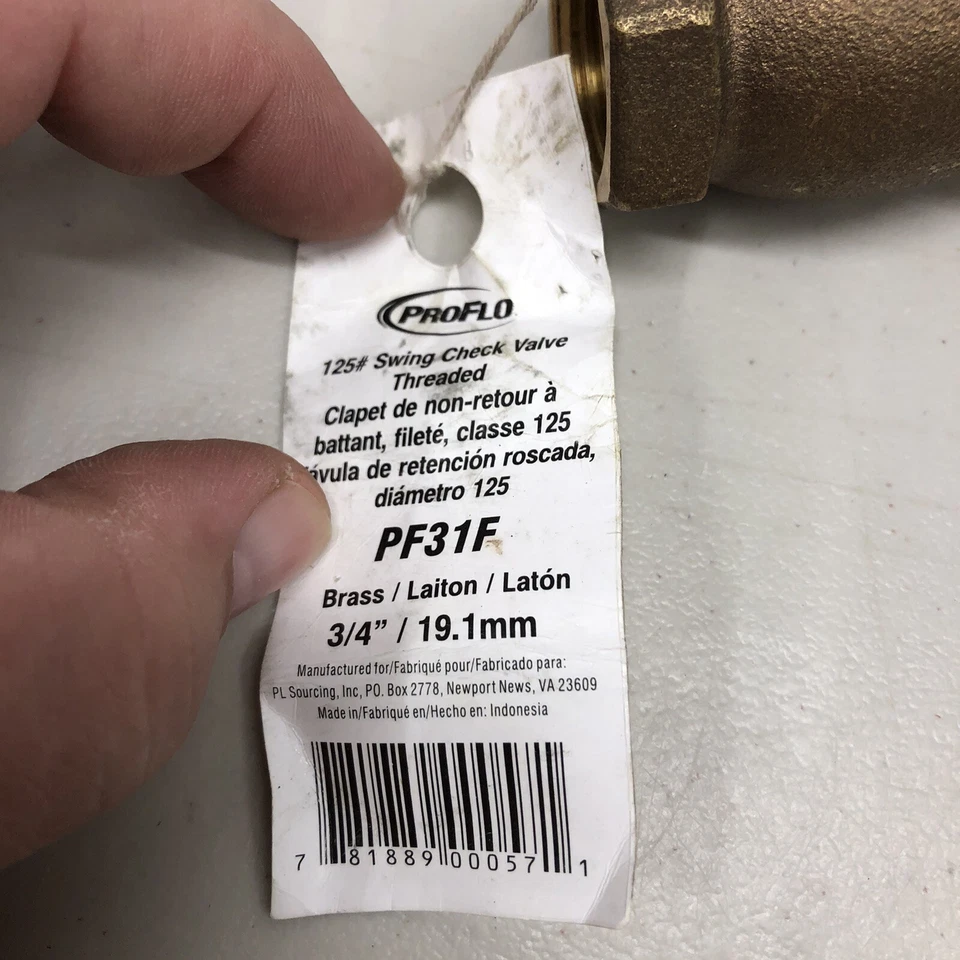 PROFLO
125# Swing Check Valve
Threaded
Clapet de non-retour à
battant, fileté, classe 125
de retención roscada,
diámetro 125
PF31F
Brass / Laiton / Latón
3/4” / 19.1mm
Manufactured for/Fabriqué pour/Fabricado para:
PL Sourcing, Inc, PO. Box 2778, Newport News, VA 23609
Made in/Fabriqué en/Hecho en: Indonesia
7 81889 00057 1